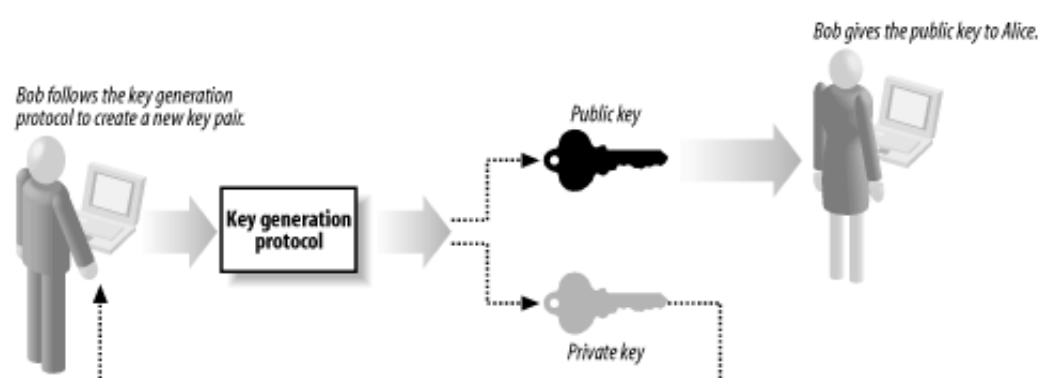 Bob gives the public key to Alice.
Bob follows the key generation
protocol to create a new key pair.
Public key
Key generation
protocol
Private key